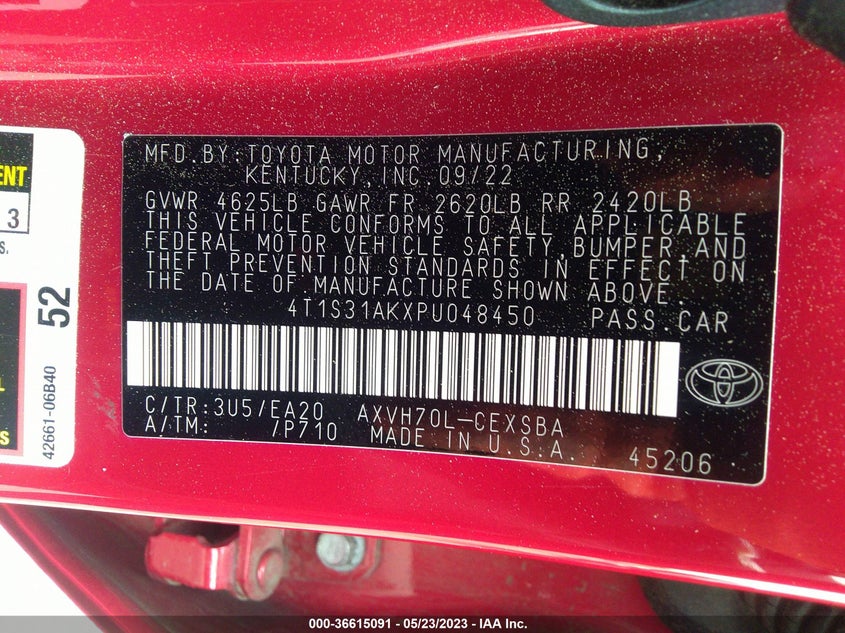 MFD.BY:TOYOTA MOTOR MANUFACTURING,
KENTUCKY,INC.09/22
GVWR 4625LB GAWR FR 2620LB RR 2420LB
THIS VEHICLE CONFORMS TO ALL APPLICABLE
FEDERAL MOTOR VEHICLE SAFETY,BUMPER,AND
THEFT PREVENTION STANDARDS IN EFFECT ON
THE DATE OF MANUFACTURE SHOWN ABOVE.
4T1S31AKXPU048450 PASS.CAR
C/TR:3U5/EA20 AXVH70L-CEXSBA
A/TM: /P710 MADE IN U.S.A. 45206
3
S.
52
42661-06B40
000-36615091 - 05/23/2023 - IAA Inc.